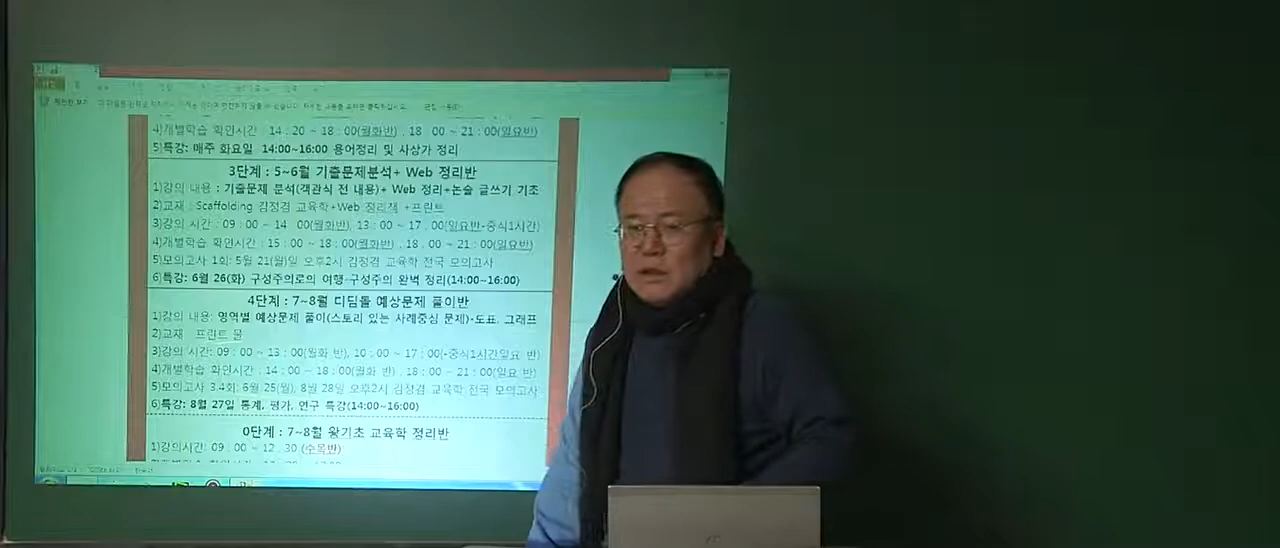 4)개별학습 확인시간 : 14 : 20 ~ 18 : 00(월화반) , 18 00 ~ 21 : 00(일요반)
5)특강: 매주 화요일 14:00~16:00 용어정리 및 사상가 정리
3단계 : 5~6월 기출문제분석+ Web 정리반
1)강의 내용 : 기출문제 분석(객관식 전 내용)+ Web 정리+논술 글쓰기 기초
2)교재 : Scaffolding 김정겸 교육학+Web 정리책 +프린트
3)강의 시간 : 09 : 00 ~ 14 00(월화반), 13 : 00 ~ 17 : 00(일요반-중식1시간)
4)개별학습 확인시간 : 15 : 00 ~ 18 : 00(월화반) , 18 . 00 ~ 21 : 00(일요반)
5)모의고사 1회: 5월 21(월)일 오후2시 김정겸 교육학 전국 모의고사
6)특강: 6월 26(화) 구성주의로의 여행-구성주의 완벽 정리(14:00~16:00)
4단계 : 7~8월 디딤돌 예상문제 풀이반
1)강의 내용: 영역별 예상문제 풀이(스토리 있는 사례중심 문제)-도표, 그래프
2)교재 프린트 물
3)강의 시간: 09 : 00 ~ 13 : 00(월화 반), 10 : 00 ~ 17 : 00(-중식1시간일요 반)
4)개별학습 확인시간 : 14 : 00 ~ 18 : 00(월화 반) : 18 : 00 ~ 21 : 00(일요 반)
5)모의고사 3.4회: 6월 25(월), 8월 28일 오후2시 김정겸 교육학 전국 모의고사
6)특강: 8월 27일 통계, 평가, 연구 특강(14:00~16:00)
0단계 : 7~8월 왕기초 교육학 정리반
1)강의시간: 09 . 00 ~ 12 . 30 (수목반)